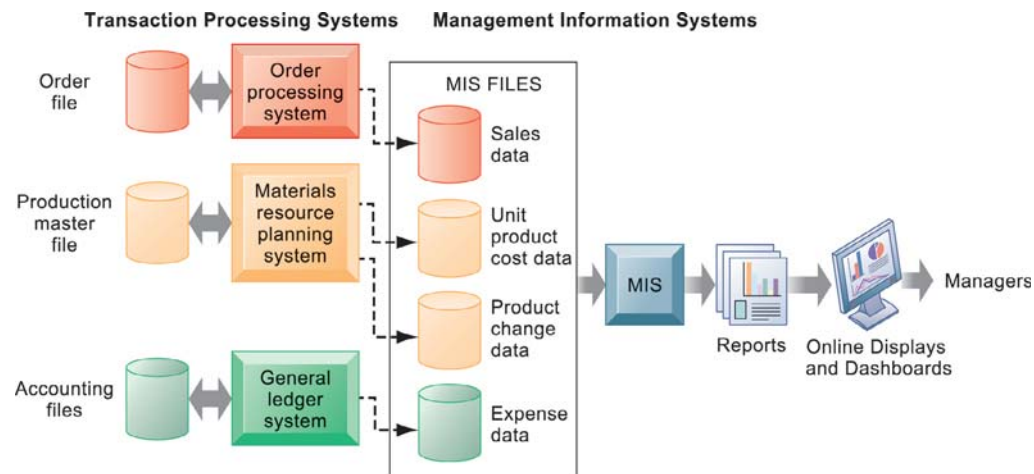 Transaction Processing Systems
Management Information Systems
Order
file
Order
processing
system
MIS FILES
Sales
data
Production
master
file
Materials
resource
planning
system
Unit
product
cost data
Product
change
data
MIS
Reports
Online Displays
and Dashboards
Managers
Accounting
files
General
ledger
system
Expense
data